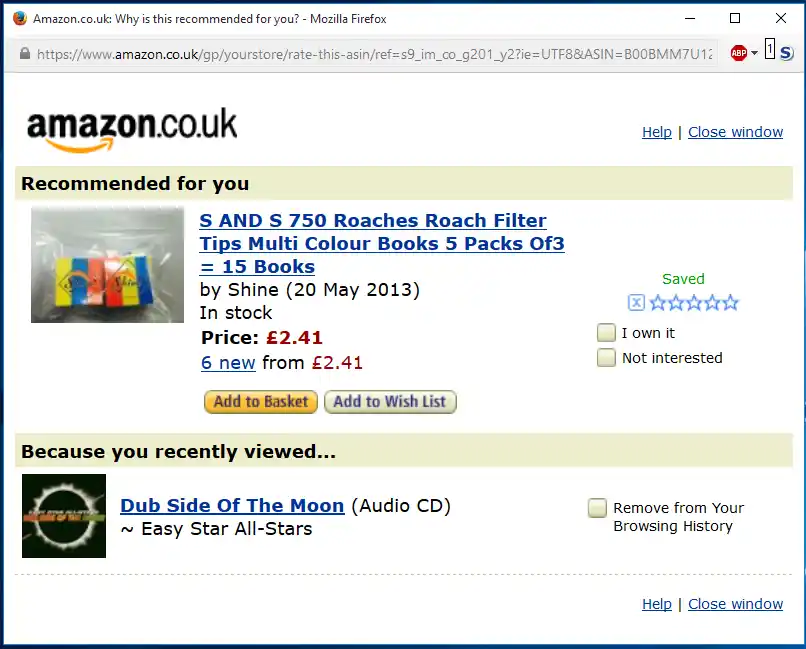 Amazon.co.uk: Why is this recommended for you? - Mozilla Firefox
https://www.amazon.co.uk/gp/yourstore/rate-this-asin/ref=s9_im_co_g201_y2?ie=UTF8&ASIN=B00BMM7U12
ABP
1
S
amazon.co.uk
Help | Close window
Recommended for you
S AND S 750 Roaches Roach Filter
Tips Multi Colour Books 5 Packs Of3
= 15 Books
by Shine (20 May 2013)
In stock
Price: £2.41
6 new from £2.41
Saved
x
I own it
Not interested
Add to Basket
Add to Wish List
Because you recently viewed...
Dub Side Of The Moon (Audio CD)
~ Easy Star All-Stars
Remove from Your
Browsing History
Help | Close window